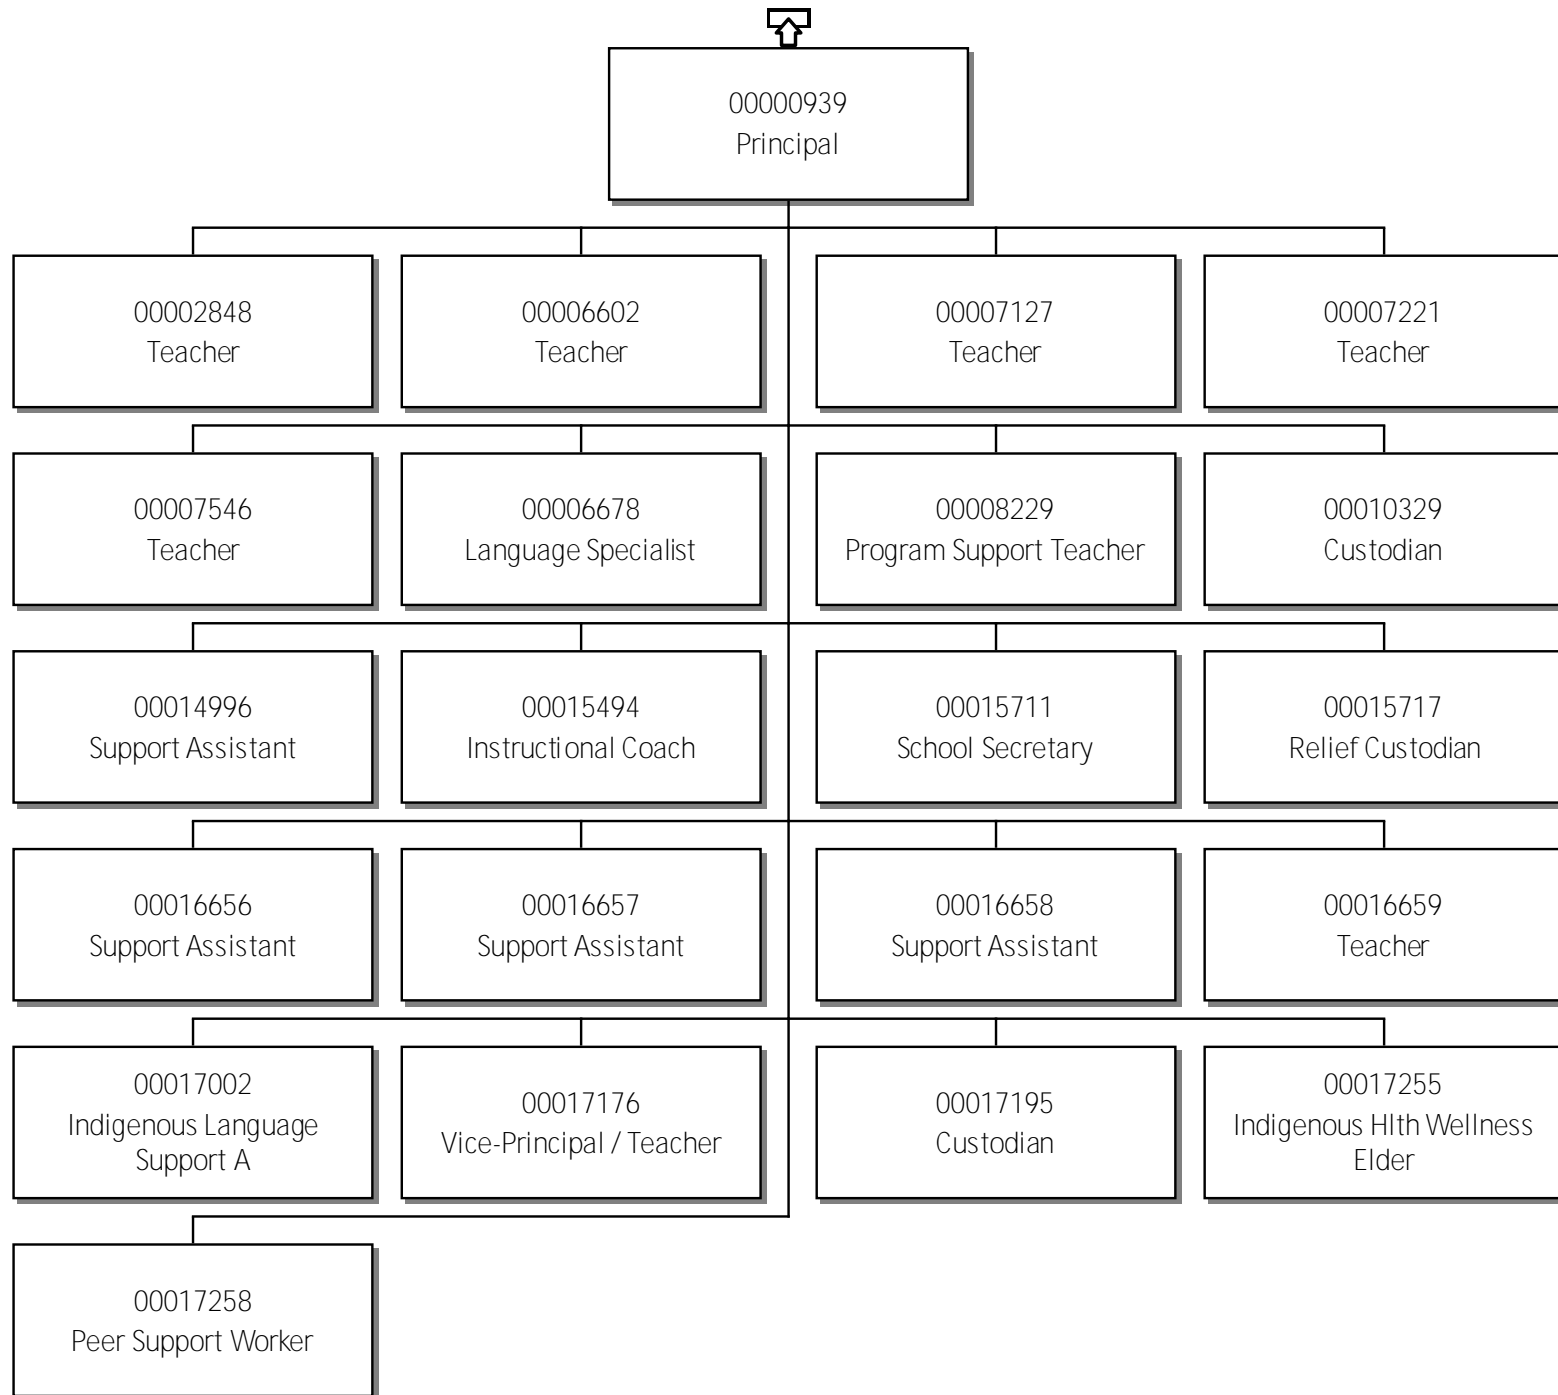 00000939
Principal
00002848
Teacher
00006602
Teacher
00007127
Teacher
00007221
Teacher
00007546
Teacher
00006678
Language Specialist
00008229
Program Support Teacher
00010329
Custodian
00014996
Support Assistant
00015494
Instructional Coach
00015711
School Secretary
00015717
Relief Custodian
00016656
Support Assistant
00016657
Support Assistant
00016658
Support Assistant
00016659
Teacher
00017002
Indigenous Language
Support A
00017176
Vice-Principal / Teacher
00017195
Custodian
00017255
Indigenous Hlth Wellness
Elder
00017258
Peer Support Worker